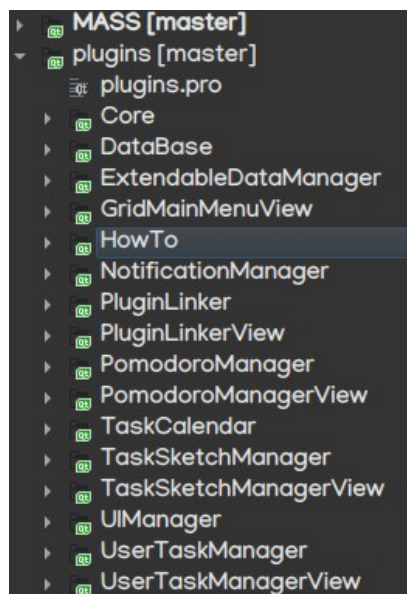 MASS [master]
plugins [master]
plugins.pro
Core
DataBase
ExtendableDataManager
GridMainMenuView
HowTo
NotificationManager
PluginLinker
PluginLinkerView
PomodoroManager
PomodoroManagerView
TaskCalendar
TaskSketchManager
TaskSketchManagerView
UIManager
UserTaskManager
UserTaskManagerView